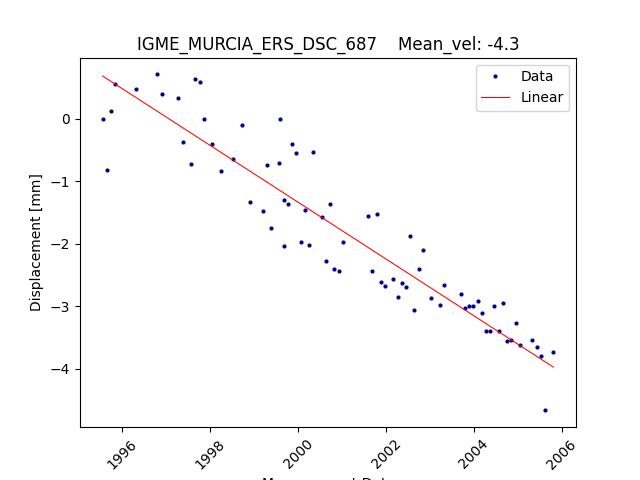 IGME_MURCIA_ERS_DSC_687    Mean_vel: -4.3
Data
Linear
Displacement [mm]
0
−1
−2
−3
−4
1996
1998
2000
2002
2004
2006